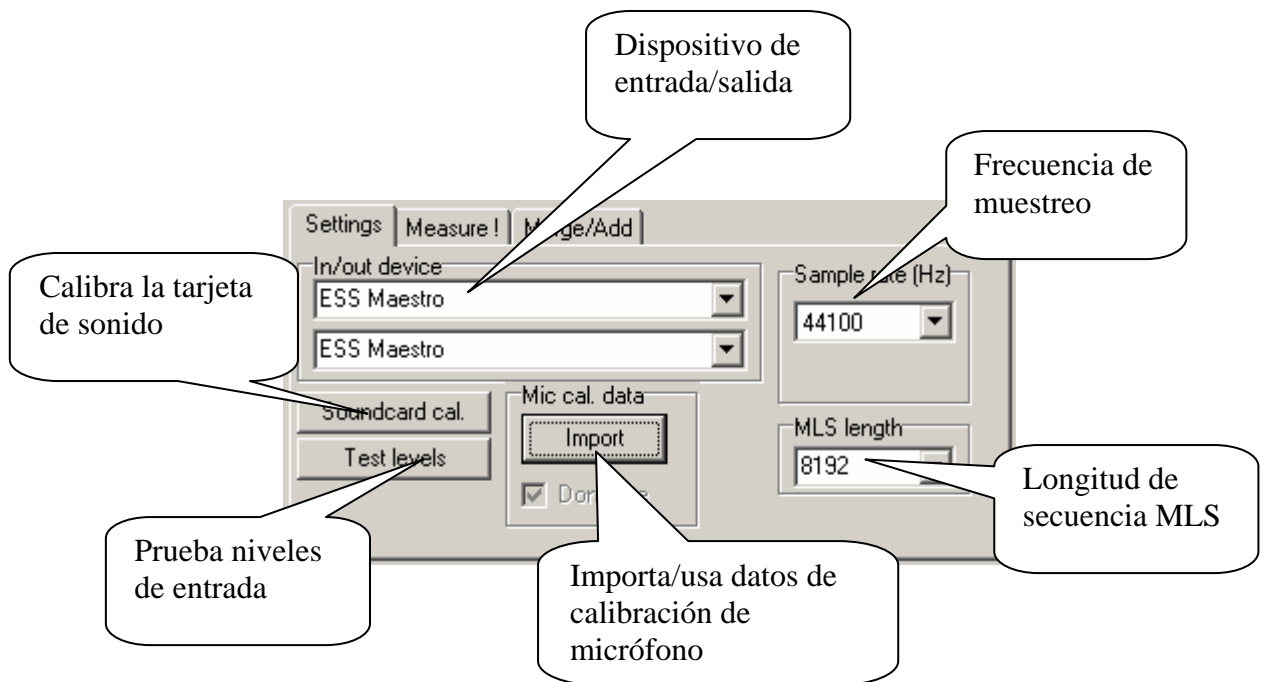 Dispositivo de
entrada/salida
Frecuencia de
muestreo
Settings
Measure !
/Add
In/out device
ESS Maestro
ESS Maestro
Sample
(Hz)
44100
Calibra la tarjeta
de sonido
Soundcard cal.
Test levels
Mic cal. data
Import
MLS length
8192
Longitud de
secuencia MLS
Prueba niveles
de entrada
Importa/usa datos de
calibración de
micrófono